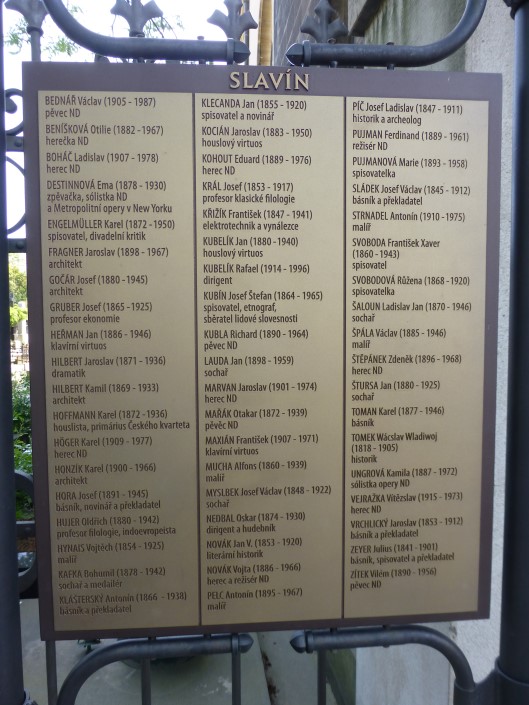 SLAVÍN
BEDNÁŘ Václav (1905 - 1987)
pěvec ND
BENÍŠKOVÁ Otilie (1882 - 1967)
herečka ND
BOHÁČ Ladislav (1907 - 1978)
herec ND
DESTINNOVÁ Ema (1878 - 1930)
zpěvačka, sólistka ND
a Metropolitní opery v New Yorku
ENGELMÜLLER Karel (1872 - 1950)
spisovatel, divadelní kritik
FRAGNER Jaroslav (1898 - 1967)
architekt
GOČÁR Josef (1880 - 1945)
architekt
GRUBER Josef (1865 - 1925)
profesor ekonomie
HEŘMAN Jan (1886 - 1946)
klavírní virtuos
HILBERT Jaroslav (1871 - 1936)
dramatik
HILBERT Kamil (1869 - 1933)
architekt
HOFFMANN Karel (1872 - 1936)
houslista, primárius Českého kvarteta
HÖGER Karel (1909 - 1977)
herec ND
HONZÍK Karel (1900 - 1966)
architekt
HORA Josef (1891 - 1945)
básník, novinář a překladatel
HUJER Oldřich (1880 - 1942)
profesor filologie, indoevropeista
HYNAIS Vojtěch (1854 - 1925)
malíř
KAFKA Bohumil (1878 - 1942)
sochař a medailér
KLÁŠTERSKÝ Antonín (1866 - 1938)
básník a překladatel
KLECANDA Jan (1855 - 1920)
spisovatel a novinář
KOCIÁN Jaroslav (1883 - 1950)
houslový virtuos
KOHOUT Eduard (1889 - 1976)
herec ND
KRÁL Josef (1853 - 1917)
profesor klasické filologie
KŘIŽÍK František (1847 - 1941)
elektrotechnik a vynálezce
KUBELÍK Jan (1880 - 1940)
houslový virtuos
KUBELÍK Rafael (1914 - 1996)
dirigent
KUBÍN Josef Štefan (1864 - 1965)
spisovatel, etnograf,
sběratel lidové slovesnosti
KUBLA Richard (1890 - 1964)
pěvec ND
LAUDA Jan (1898 - 1959)
sochař
MARVAN Jaroslav (1901 - 1974)
herec ND
MAŘÁK Otakar (1872 - 1939)
pěvěc ND
MAXIÁN František (1907 - 1971)
klavírní virtuos
MUCHA Alfons (1860 - 1939)
malíř
MYSLBEK Josef Václav (1848 - 1922)
sochař
NEDBAL Oskar (1874 - 1930)
dirigent a hudebník
NOVÁK Jan V. (1853 - 1920)
literární historik
NOVÁK Vojta (1886 - 1966)
herec a režisér ND
PELC Antonín (1895 - 1967)
malíř
PÍČ Josef Ladislav (1847 - 1911)
historik a archeolog
PUJMAN Ferdinand (1889 - 1961)
režisér ND
PUJMANOVÁ Marie (1893 - 1958)
spisovatelka
SLÁDEK Josef Václav (1845 - 1912)
básník a překladatel
STRNADEL Antonín (1910 - 1975)
malíř
SVOBODA František Xaver
(1860 - 1943)
spisovatel
SVOBODOVÁ Růžena (1868 - 1920)
spisovatelka
ŠALOUN Ladislav Jan (1870 - 1946)
sochař
ŠPÁLA Václav (1885 - 1946)
malíř
ŠTĚPÁNEK Zdeněk (1896 - 1968)
herec ND
ŠTURSA Jan (1880 - 1925)
sochař
TOMAN Karel (1877 - 1946)
básník
TOMEK Wácslav Wladiwoj
(1818 - 1905)
historik
UNGROVÁ Kamila (1887 - 1972)
sólistka opery ND
VEJRAŽKA Vítězslav (1915 - 1973)
herec ND
VRCHLICKÝ Jaroslav (1853 - 1912)
básník a překladatel
ZEYER Julius (1841 - 1901)
básník, spisovatel a překladatel
ZÍTEK Vilém (1890 - 1956)
pěvec ND